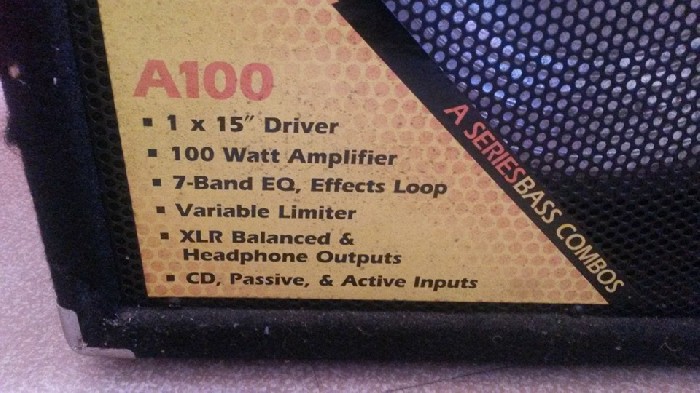 A100
▪ 1 x 15" Driver
▪ 100 Watt Amplifier
▪ 7-Band EQ, Effects Loop
▪ Variable Limiter
▪ XLR Balanced &
Headphone Outputs
▪ CD, Passive, & Active Inputs
A SERIES BASS COMBOS